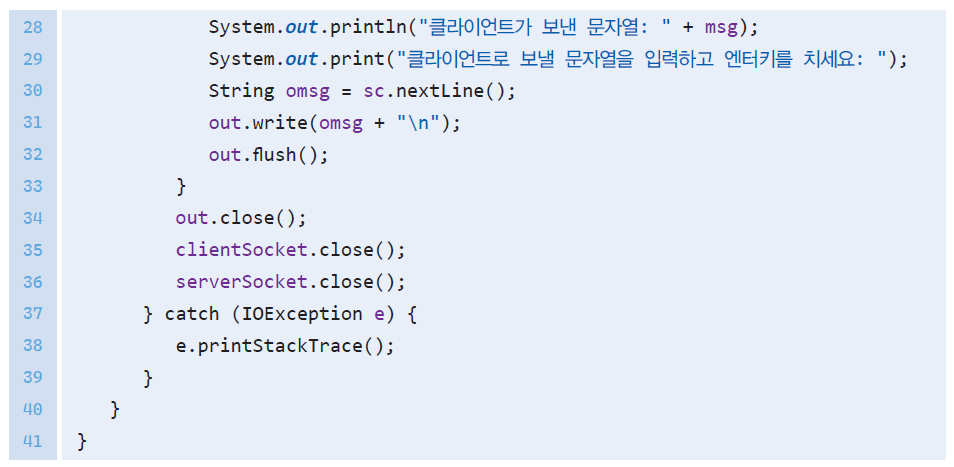 28 System.out.println("클라이언트가 보낸 문자열: " + msg);
29 System.out.print("클라이언트로 보낼 문자열을 입력하고 엔터키를 치세요: ");
30 String omsg = sc.nextLine();
31 out.write(omsg + "\n");
32 out.flush();
33 }
34 out.close();
35 clientSocket.close();
36 serverSocket.close();
37 } catch (IOException e) {
38 e.printStackTrace();
39 }
40 }
41 }